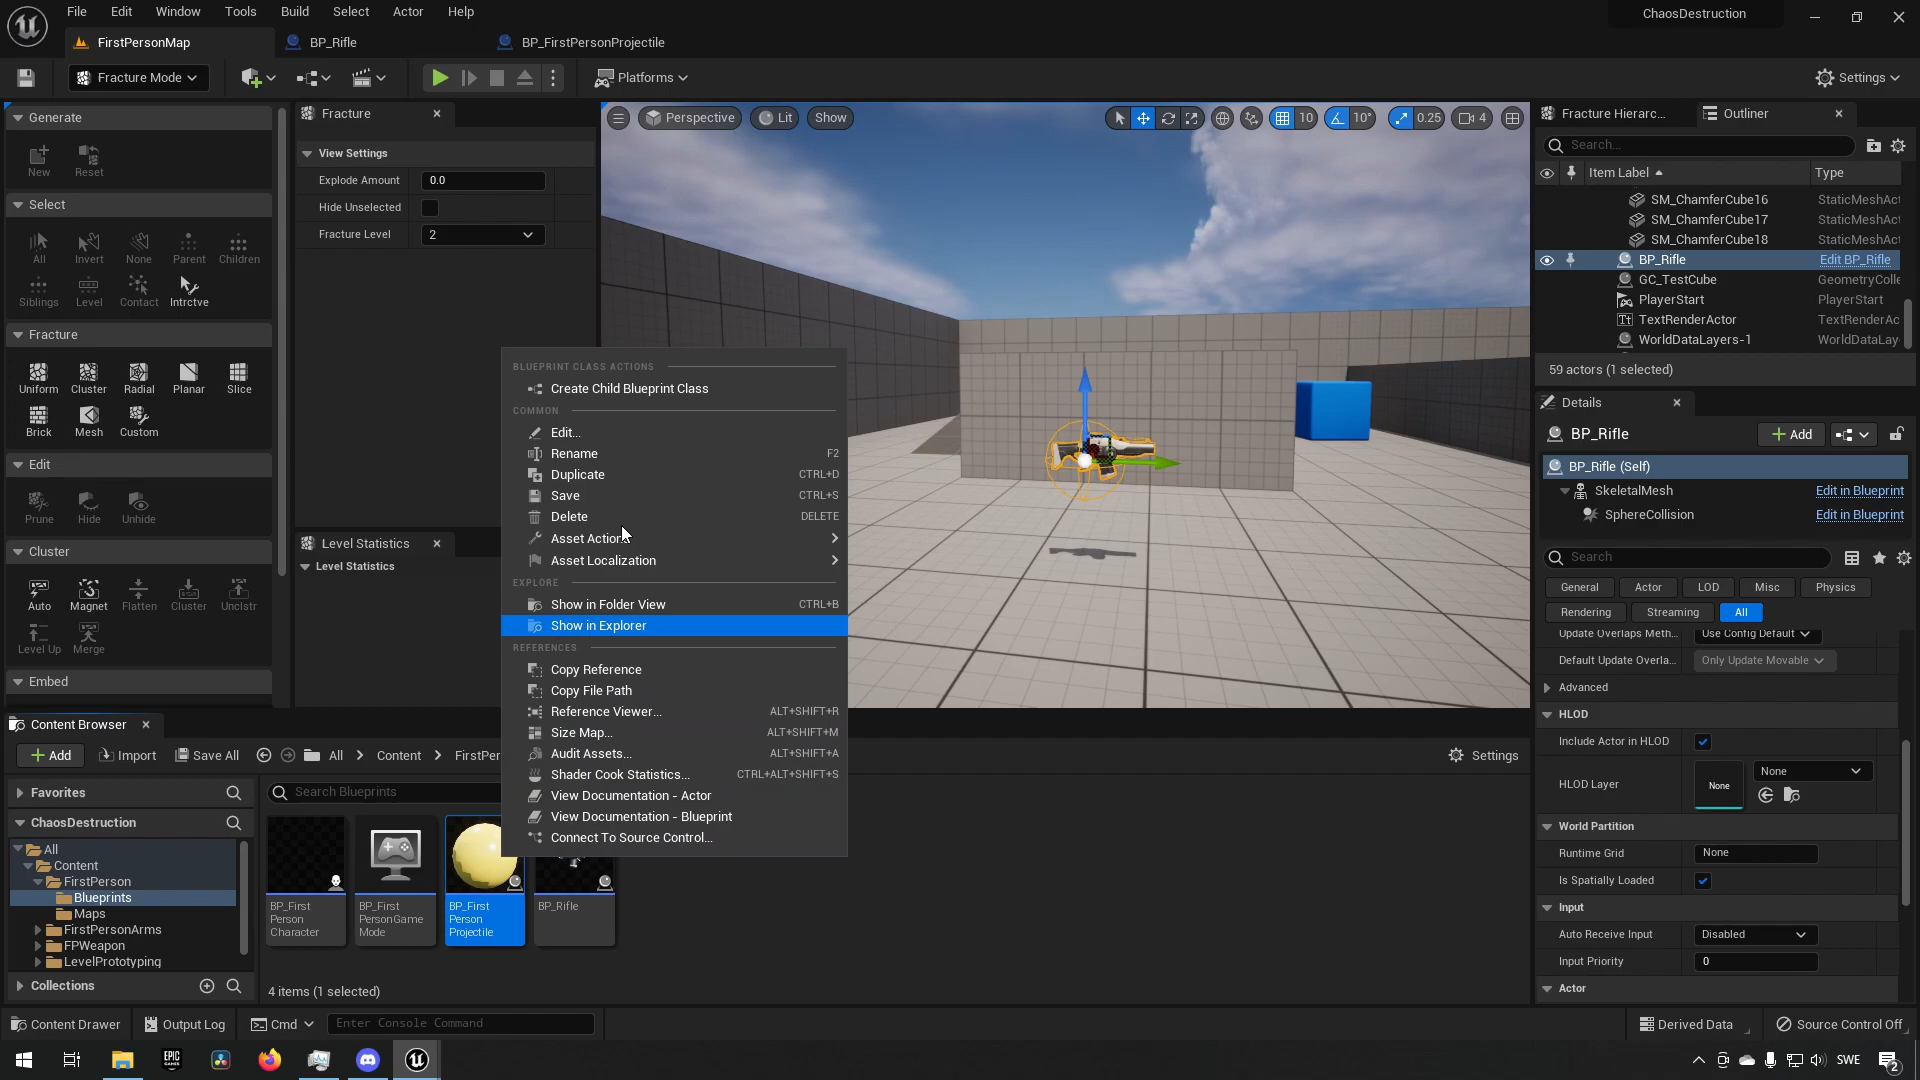 File Edit Window Tools Build Select Actor Help
ChaosDestruction
FirstPersonMap
BP_Rifle
BP_FirstPersonProjectile
Fracture Mode
Platforms
Settings
Generate
New
Reset
Select
All
Invert
None
Parent
Children
Siblings
Level
Contact
Intrctve
Fracture
Uniform
Cluster
Radial
Planar
Slice
Brick
Mesh
Custom
Edit
Prune
Hide
Unhide
Cluster
Auto
Magnet
Flatten
Cluster
Unclstr
Level Up
Merge
Embed
Fracture
View Settings
Explode Amount 0.0
Hide Unselected
Fracture Level 2
Level Statistics
Level Statistics
Perspective
Lit
Show
10
10°
0.25
4
BLUEPRINT CLASS ACTIONS
Create Child Blueprint Class
COMMON
Edit...
Rename F2
Duplicate CTRL+D
Save CTRL+S
Delete DELETE
Asset Action
Asset Localization
EXPLORE
Show in Folder View CTRL+B
Show in Explorer
REFERENCES
Copy Reference
Copy File Path
Reference Viewer... ALT+SHIFT+R
Size Map... ALT+SHIFT+M
Audit Assets... ALT+SHIFT+A
Shader Cook Statistics... CTRL+ALT+SHIFT+S
View Documentation - Actor
View Documentation - Blueprint
Connect To Source Control...
Fracture Hierarc...
Outliner
Search...
Item Label
Type
SM_ChamferCube16 StaticMeshAct
SM_ChamferCube17 StaticMeshAct
SM_ChamferCube18 StaticMeshAct
BP_Rifle Edit BP_Rifle
GC_TestCube GeometryColle
PlayerStart PlayerStart
TextRenderActor TextRenderAc
WorldDataLayers-1 WorldDataLay
59 actors (1 selected)
Details
BP_Rifle
Add
BP_Rifle (Self)
SkeletalMesh Edit in Blueprint
SphereCollision Edit in Blueprint
Search
General
Actor
LOD
Misc
Physics
Rendering
Streaming
All
Update Overlaps Meth... Use Config Default
Default Update Overla... Only Update Movable
Advanced
HLOD
Include Actor in HLOD
HLOD Layer
None
None
World Partition
Runtime Grid None
Is Spatially Loaded
Input
Auto Receive Input Disabled
Input Priority 0
Actor
Content Browser
Add
Import
Save All
All
Content
FirstPer
Settings
Favorites
ChaosDestruction
All
Content
FirstPerson
Blueprints
Maps
FirstPersonArms
FPWeapon
LevelPrototyping
Collections
Search Blueprints
BP_First
Person
Character
BP_First
PersonGame
Mode
BP_First
Person
Projectile
BP_Rifle
4 items (1 selected)
Content Drawer
Output Log
Cmd
Enter Console Command
Derived Data
Source Control Off
EPIC
GAMES
SWE
2